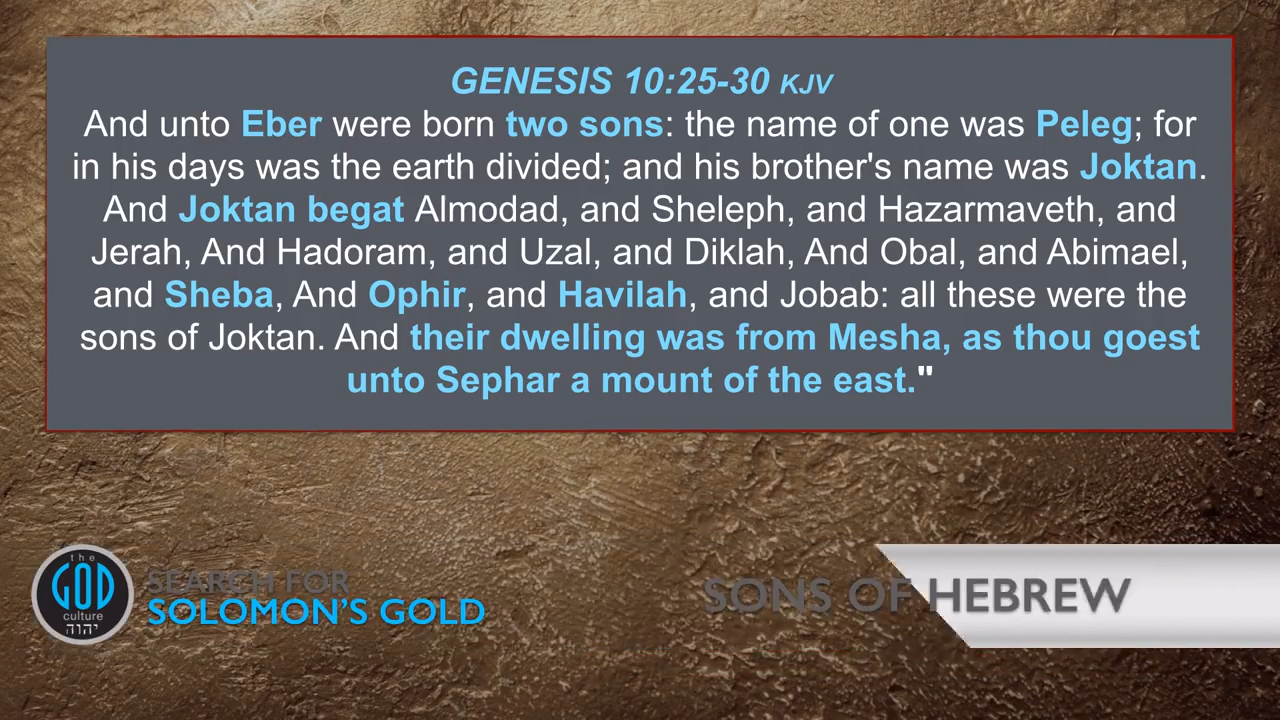 GENESIS 10:25-30 KJV
And unto Eber were born two sons: the name of one was Peleg; for
in his days was the earth divided; and his brother's name was Joktan.
And Joktan begat Almodad, and Sheleph, and Hazarmaveth, and
Jerah, And Hadoram, and Uzal, and Diklah, And Obal, and Abimael,
and Sheba, And Ophir, and Havilah, and Jobab: all these were the
sons of Joktan. And their dwelling was from Mesha, as thou goest
unto Sephar a mount of the east."
the
GOD
culture
יהוה
SEARCH FOR
SOLOMON'S GOLD
SONS OF HEBREW